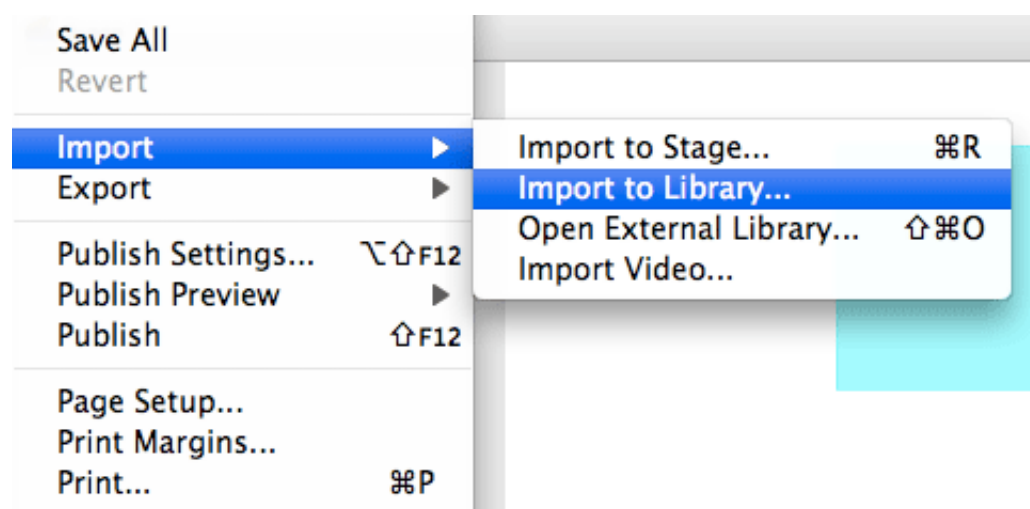 Save All
Revert
Import ▶
Export ▶
Publish Settings... ⌥⇧F12
Publish Preview ▶
Publish ⇧F12
Page Setup...
Print Margins...
Print... ⌘P
Import to Stage... ⌘R
Import to Library...
Open External Library... ⇧⌘O
Import Video...